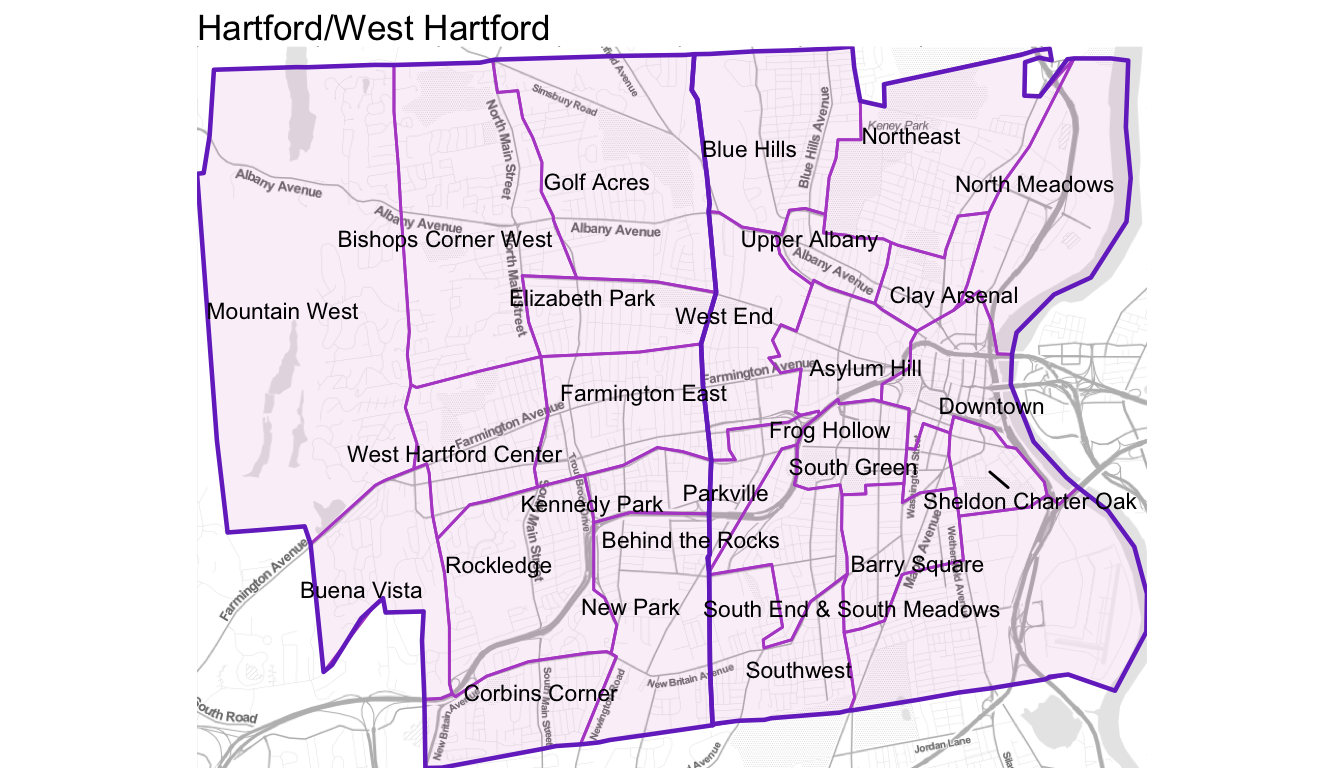 Hartford/West Hartford
Simsbury Road
North Main Street
Blue Hills Avenue
Keney Park
Northeast
Blue Hills
Golf Acres
North Meadows
Albany Avenue
Albany Avenue
Albany Avenue
Bishops Corner West
Upper Albany
Albany Avenue
North Main Street
Elizabeth Park
Clay Arsenal
Mountain West
West End
Farmington Avenue
Asylum Hill
Farmington East
Downtown
Farmington Avenue
Frog Hollow
West Hartford Center
South Green
Washington Street
Trout Brook Drive
Kennedy Park
Parkville
Sheldon Charter Oak
South Main Street
Behind the Rocks
Main Avenue
Rockledge
Barry Square
Farmington Avenue
Buena Vista
New Park
South End & South Meadows
Southwest
New Britain Avenue
Corbins Corner
South Main Street
Newington Road
New Britain Ave
South Road
Jordan Lane